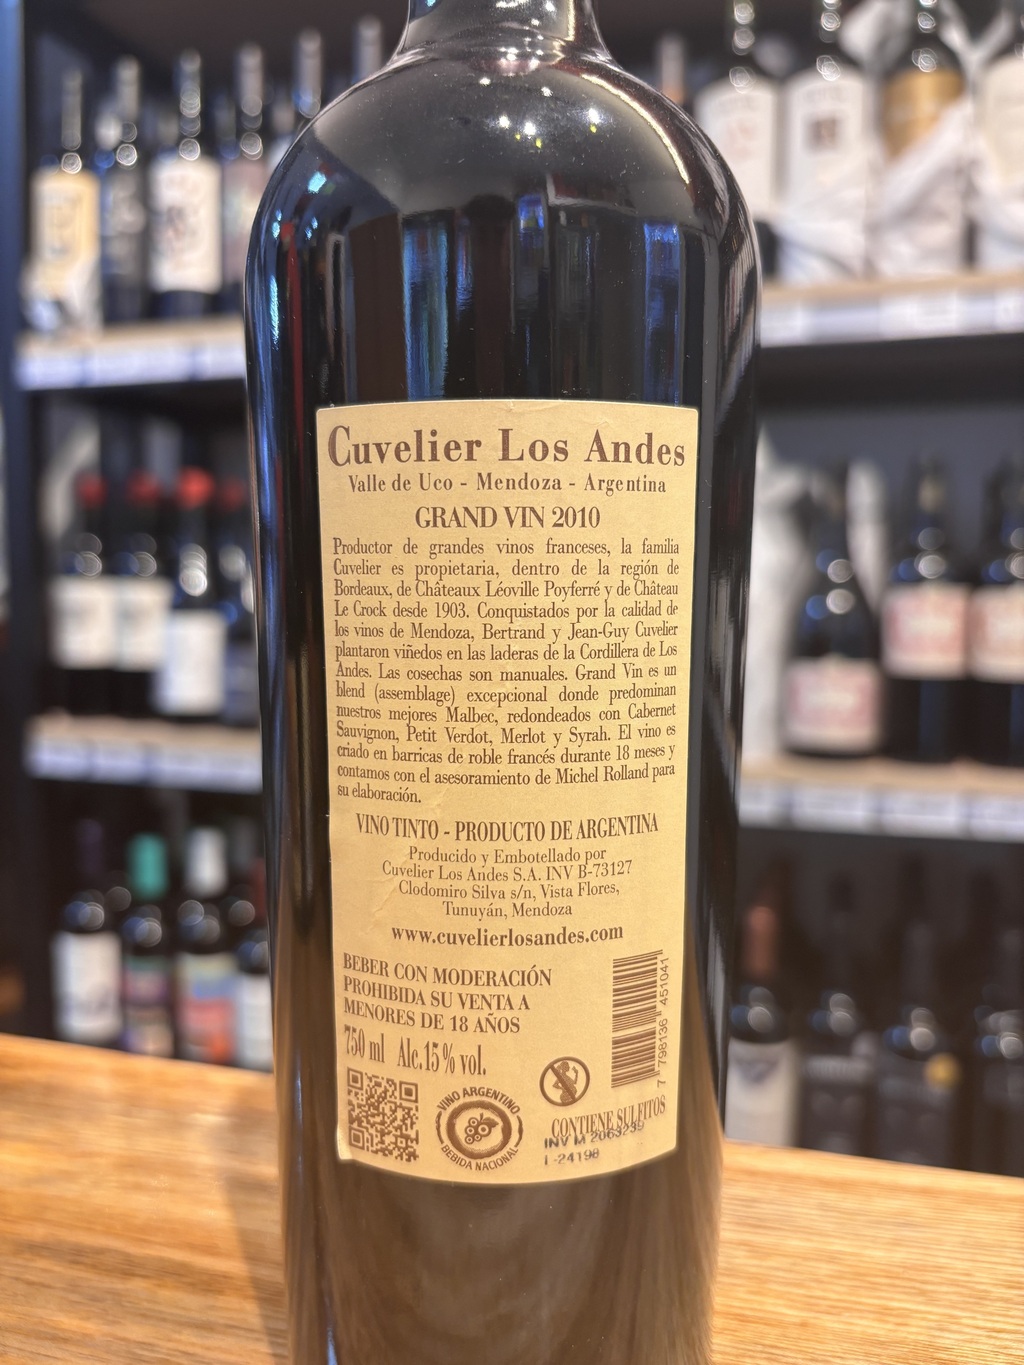 Cuvelier Los Andes
Valle de Uco - Mendoza - Argentina
GRAND VIN 2010
Productor de grandes vinos franceses, la familia
Cuvelier es propietaria, dentro de la región de
Bordeaux, de Châteaux Léoville Poyferré y de Château
Le Crock desde 1903. Conquistados por la calidad de
los vinos de Mendoza, Bertrand y Jean-Guy Cuvelier
plantaron viñedos en las laderas de la Cordillera de Los
Andes. Las cosechas son manuales. Grand Vin es un
blend (assemblage) excepcional donde predominan
nuestros mejores Malbec, redondeados con Cabernet
Sauvignon, Petit Verdot, Merlot y Syrah. El vino es
criado en barricas de roble francés durante 18 meses y
contamos con el asesoramiento de Michel Rolland para
su elaboración.
VINO TINTO - PRODUCTO DE ARGENTINA
Producido y Embotellado por
Cuvelier Los Andes S.A. INV B-73127
Clodomiro Silva s/n, Vista Flores,
Tunuyán, Mendoza
www.cuvelierlosandes.com
BEBER CON MODERACIÓN
PROHIBIDA SU VENTA A
MENORES DE 18 AÑOS
750 ml Alc.15% vol.
7 798136 451041
VINO ARGENTINO
BEBIDA NACIONAL
CONTIENE SULFITOS
INV M 2063239
I-24198